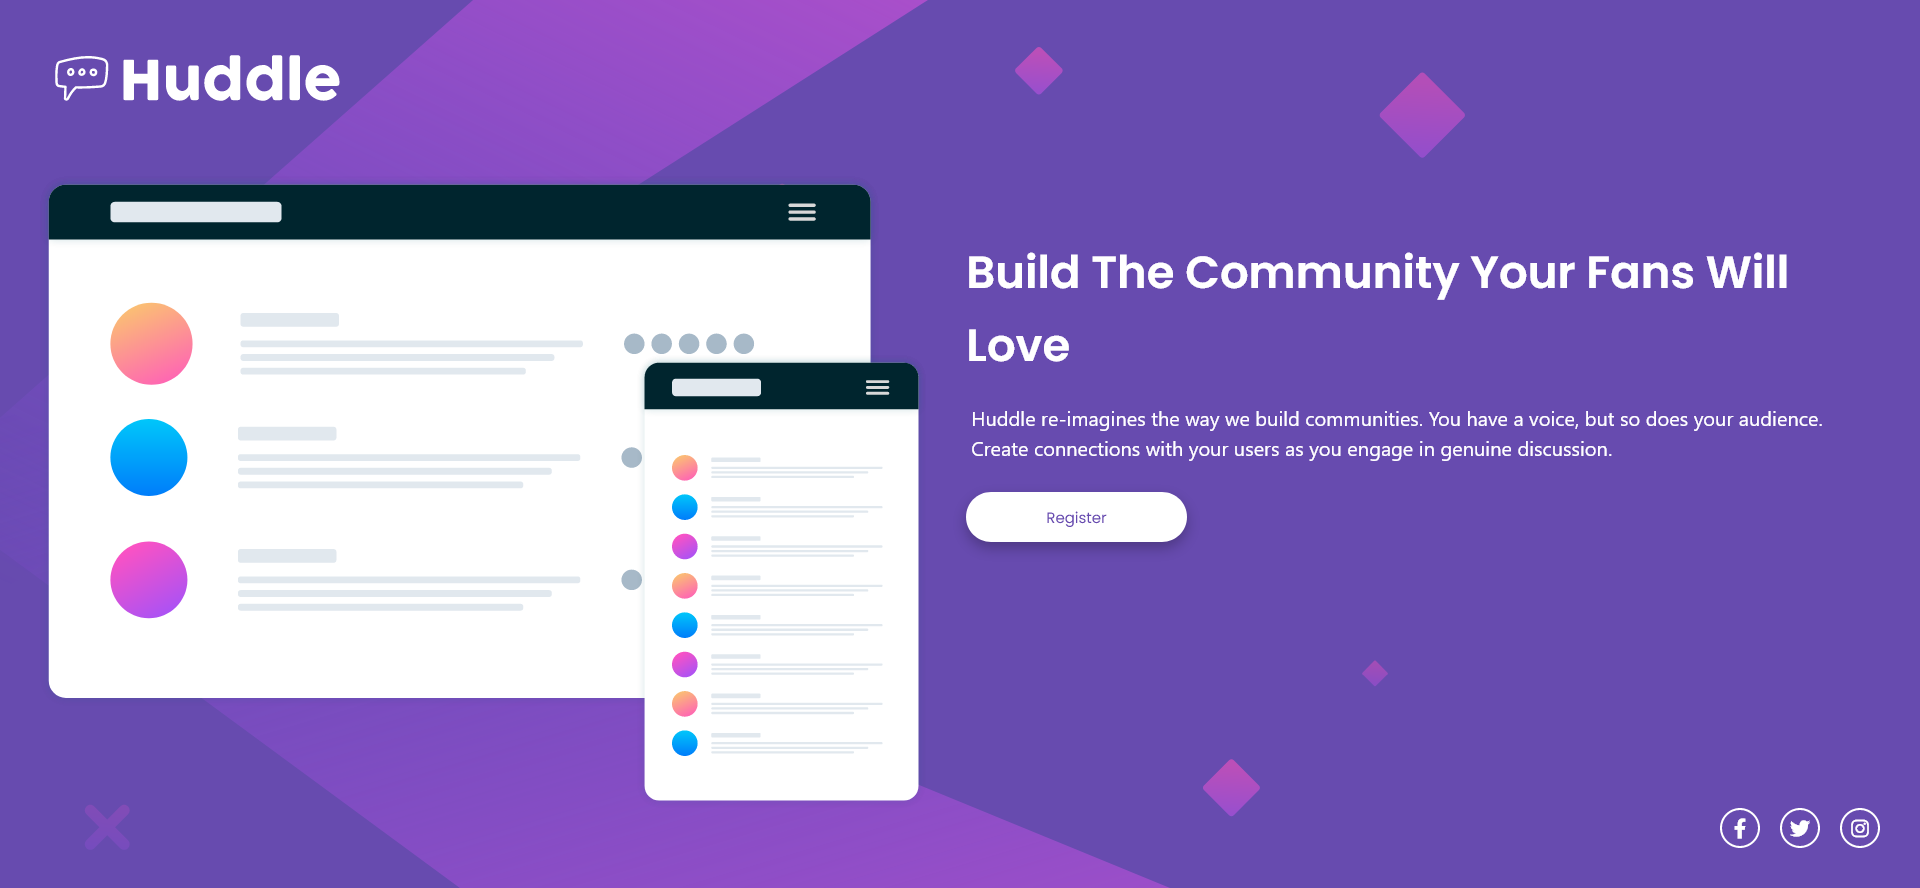 Huddle
Build The Community Your Fans Will
Love
Huddle re-imagines the way we build communities. You have a voice, but so does your audience.
Create connections with your users as you engage in genuine discussion.
Register